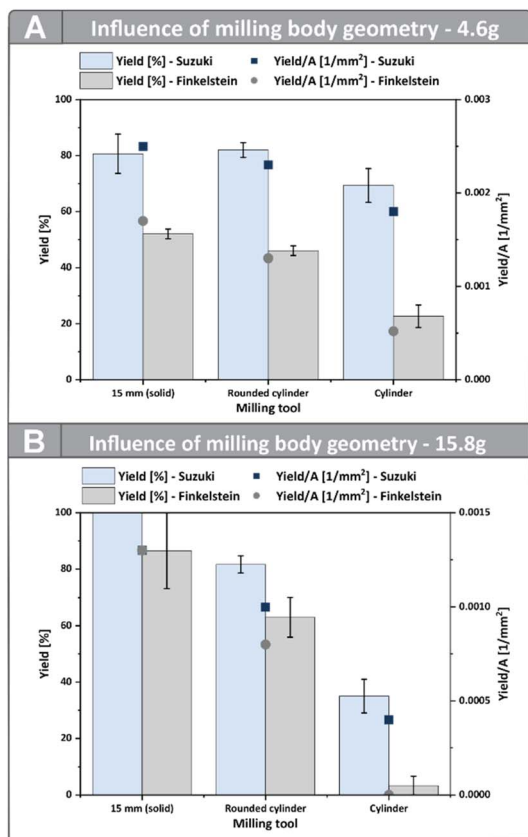 A Influence of milling body geometry - 4.6g
Yield [%] - Suzuki Yield/A [1/mm²] - Suzuki
Yield [%] - Finkelstein Yield/A [1/mm²] - Finkelstein
100 0.003
80
0.002
60
40
0.001
20
0 0.000
Yield [%]
Yield/A [1/mm²]
15 mm (solid) Rounded cylinder Cylinder
Milling tool
B Influence of milling body geometry - 15.8g
Yield [%] - Suzuki Yield/A [1/mm²] - Suzuki
Yield [%] - Finkelstein Yield/A [1/mm²] - Finkelstein
100 0.0015
80
0.0010
60
40
0.0005
20
0 0.0000
Yield [%]
Yield/A [1/mm²]
15 mm (solid) Rounded cylinder Cylinder
Milling tool